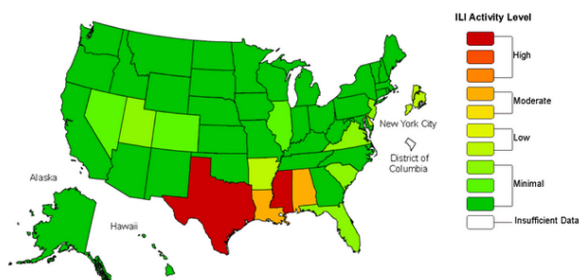 ILI Activity Level
High
Moderate
Low
Minimal
Insufficient Data
New York City
District of
Columbia
Alaska
Hawaii